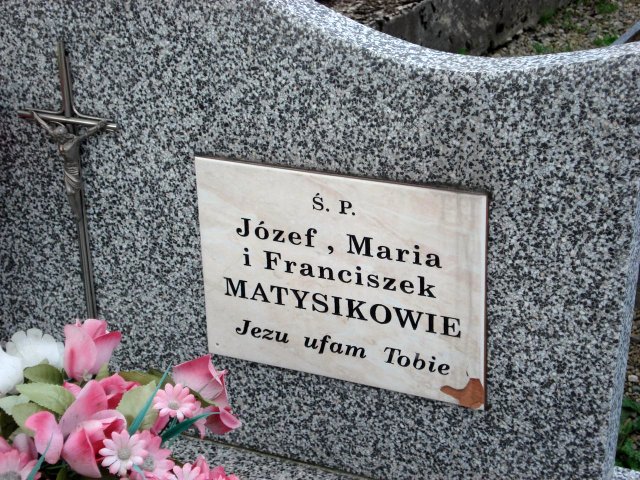 Ś. P.
Józef, Maria
i Franciszek
MATYSIKOWIE
Jezu ufam Tobie